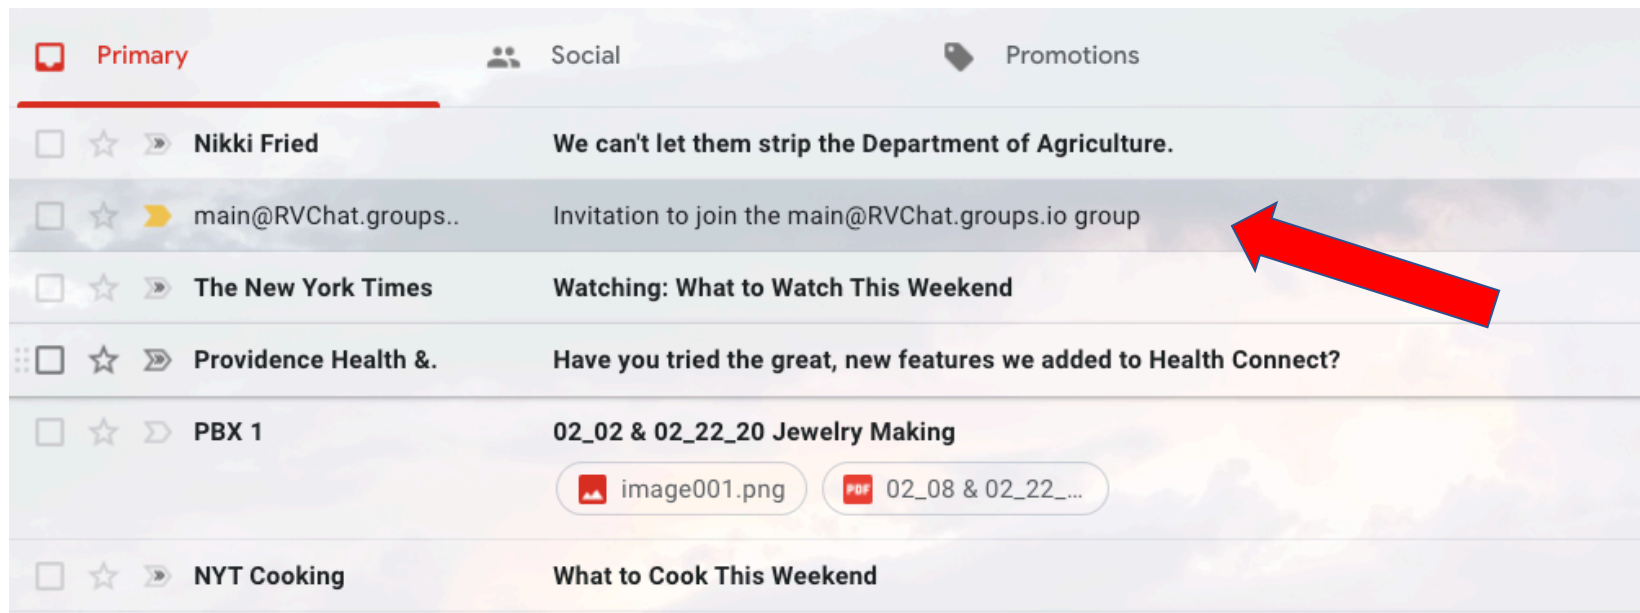 Primary Social Promotions
Nikki Fried We can't let them strip the Department of Agriculture.
main@RVChat.groups.. Invitation to join the main@RVChat.groups.io group
The New York Times Watching: What to Watch This Weekend
Providence Health &. Have you tried the great, new features we added to Health Connect?
PBX 1 02_02 & 02_22_20 Jewelry Making
image001.png PDF 02_08 & 02_22_...
NYT Cooking What to Cook This Weekend